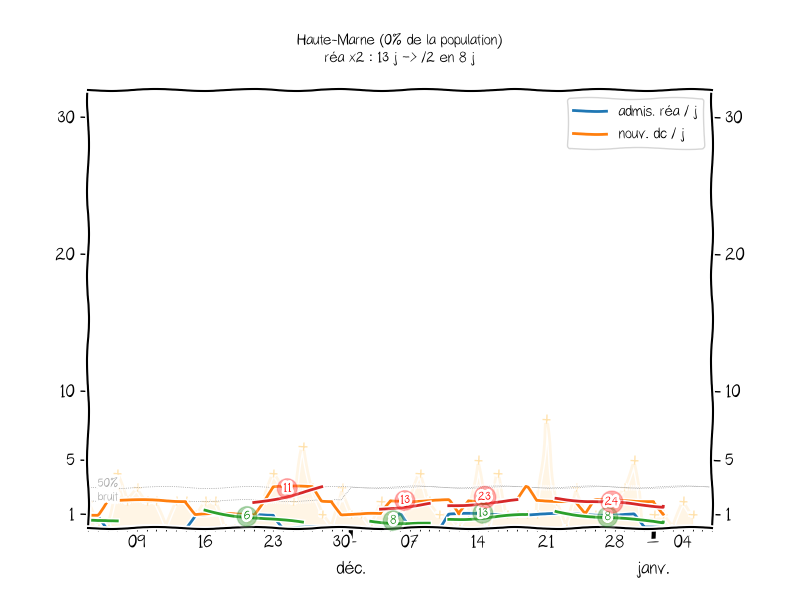 Haute-Marne (0% de la population)
réa x2 : 13 j -> /2 en 8 j
admis. réa / j
nouv. dc / j
30 30
20 20
10 10
5 5
1 1
50%
bruit
11 13 23 24
6 8 13 8
09 16 23 30 07 14 21 28 04
déc. janv.